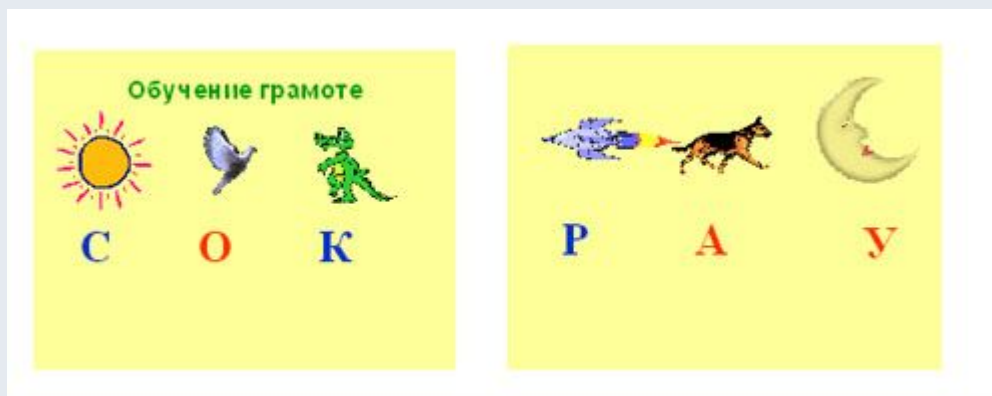 Обучение грамоте
С О К
Р А У